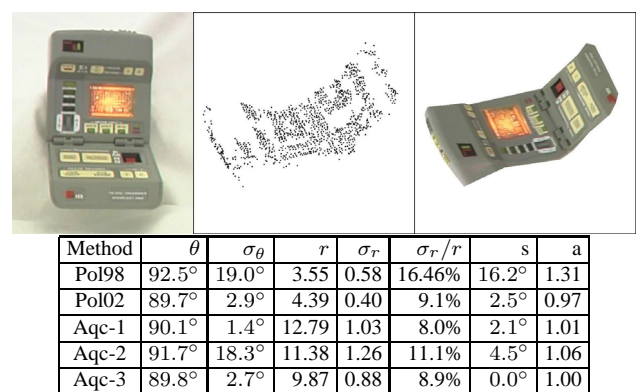 Method θ σθ r σr σr/r s a
Pol98 92.5° 19.0° 3.55 0.58 16.46% 16.2° 1.31
Pol02 89.7° 2.9° 4.39 0.40 9.1% 2.5° 0.97
Aqc-1 90.1° 1.4° 12.79 1.03 8.0% 2.1° 1.01
Aqc-2 91.7° 18.3° 11.38 1.26 11.1% 4.5° 1.06
Aqc-3 89.8° 2.7° 9.87 0.88 8.9% 0.0° 1.00